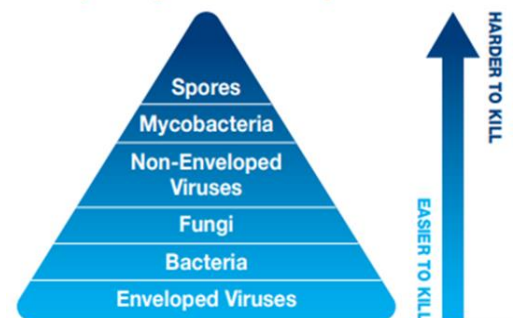 Spores
Mycobacteria
Non-Enveloped
Viruses
Fungi
Bacteria
Enveloped Viruses
HARDER TO KILL
EASIER TO KILL